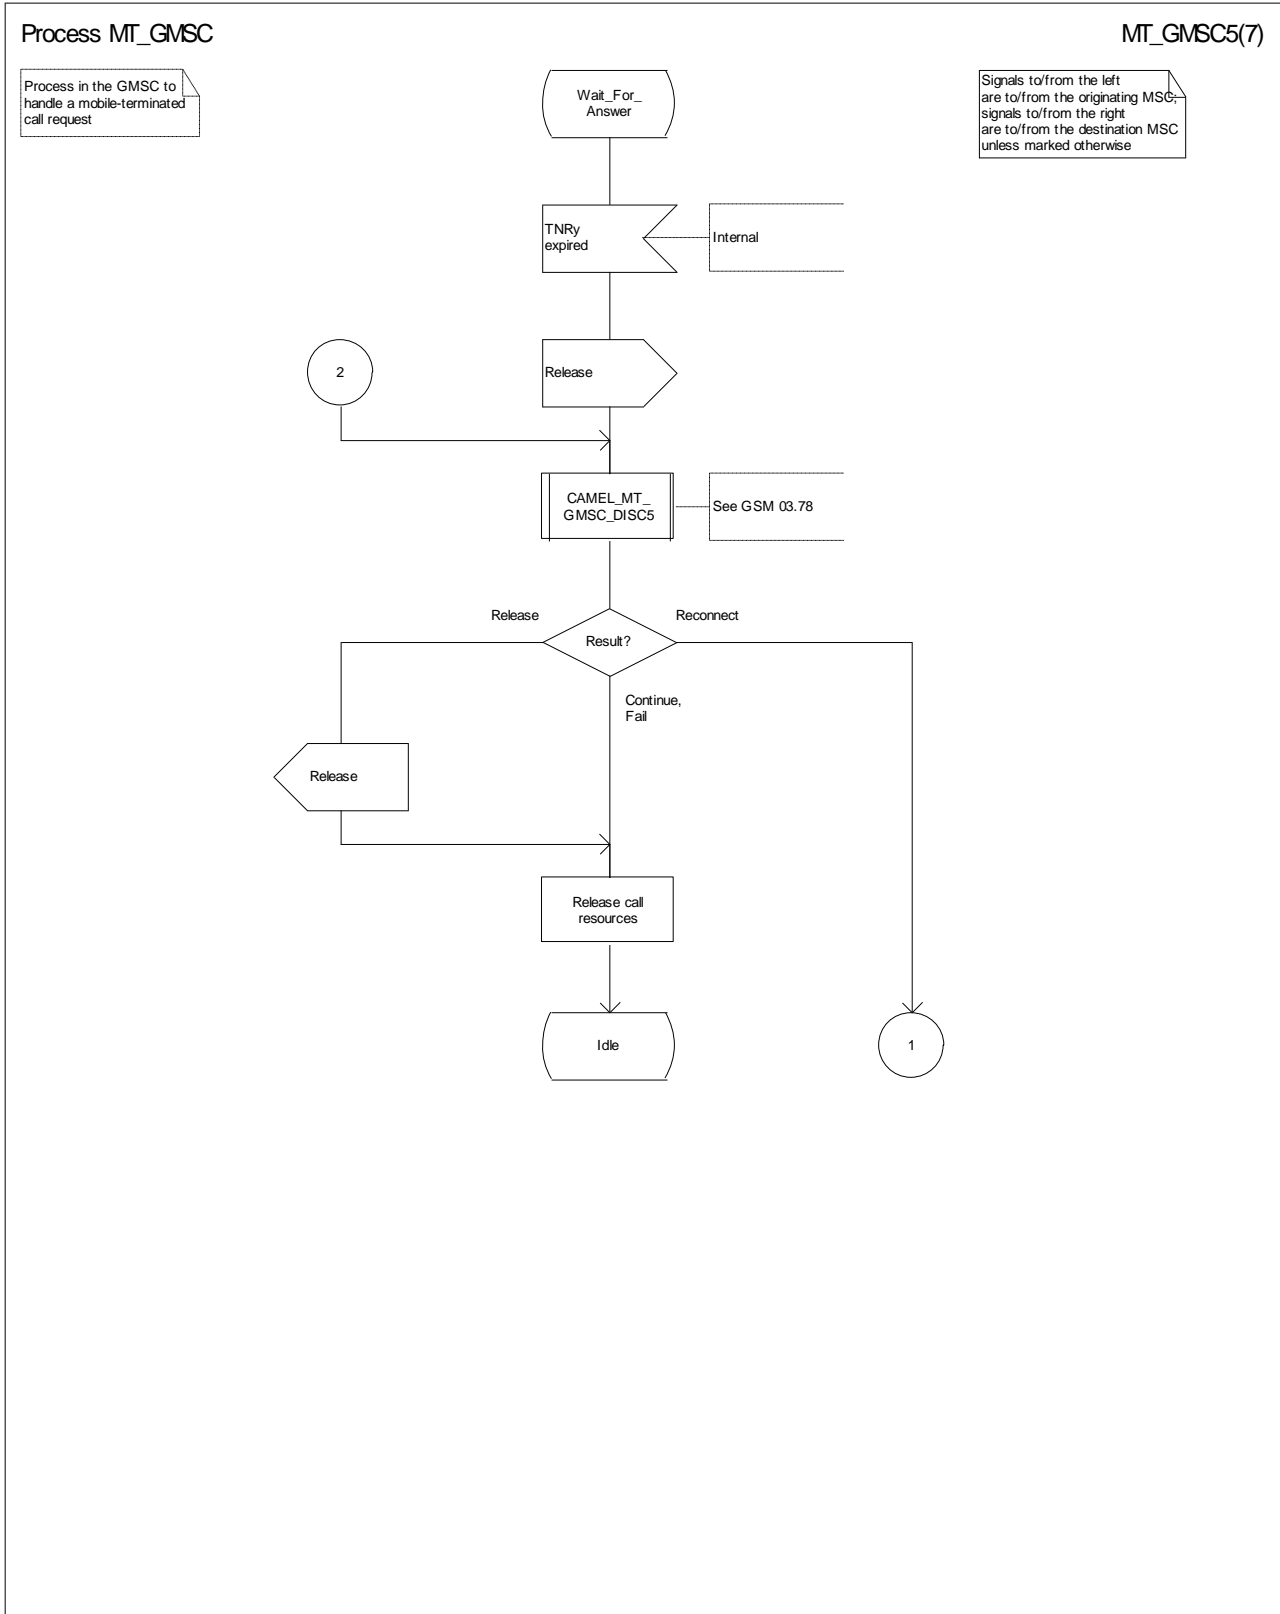 Process MT_GMSC
MT_GMSC5(7)
Process in the GMSC to
handle a mobile-terminated
call request
Wait_For_
Answer
Signals to/from the left
are to/from the originating MSC;
signals to/from the right
are to/from the destination MSC
unless marked otherwise
TNRy
expired
Internal
2
Release
CAMEL_MT_
GMSC_DISC5
See GSM 03.78
Release
Reconnect
Result?
Continue,
Fail
Release
Release call
resources
Idle
1